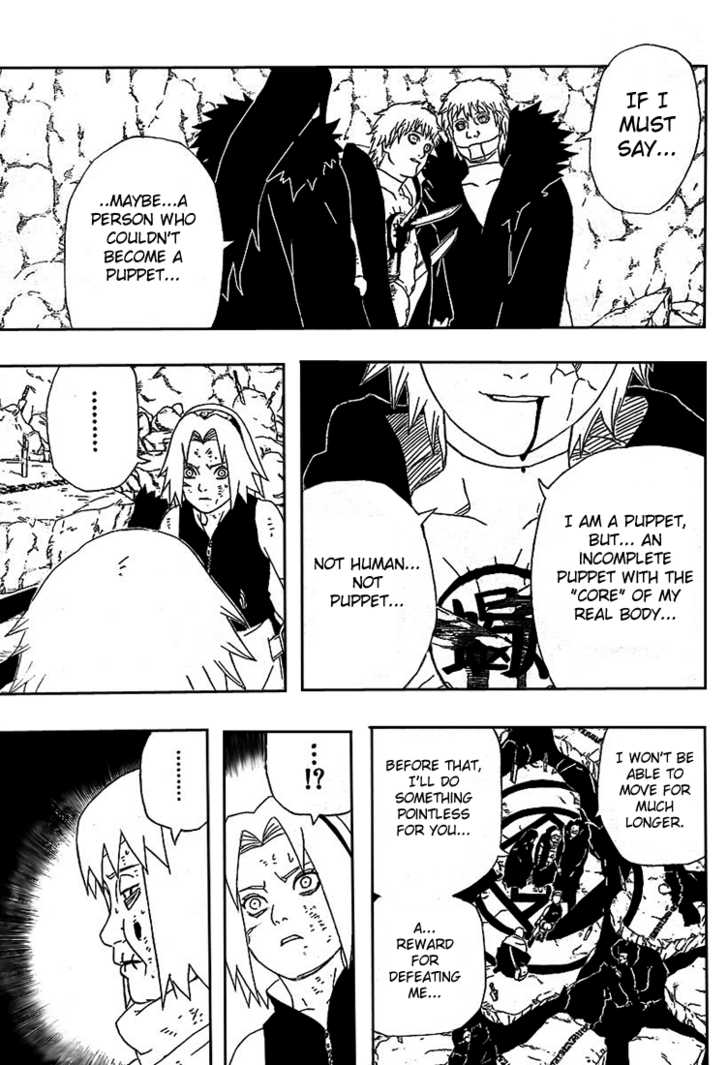 IF I
MUST
SAY...
..MAYBE...A
PERSON WHO
COULDN'T
BECOME A
PUPPET...
I AM A PUPPET,
BUT... AN
INCOMPLETE
PUPPET WITH THE
"CORE" OF MY
REAL BODY...
NOT HUMAN...
NOT
PUPPET...
.......
I WON'T BE
ABLE TO
MOVE FOR
MUCH
LONGER.
BEFORE THAT,
I'LL DO
SOMETHING
POINTLESS
FOR YOU...
A...
REWARD
FOR
DEFEATING
ME...
...
!?
......